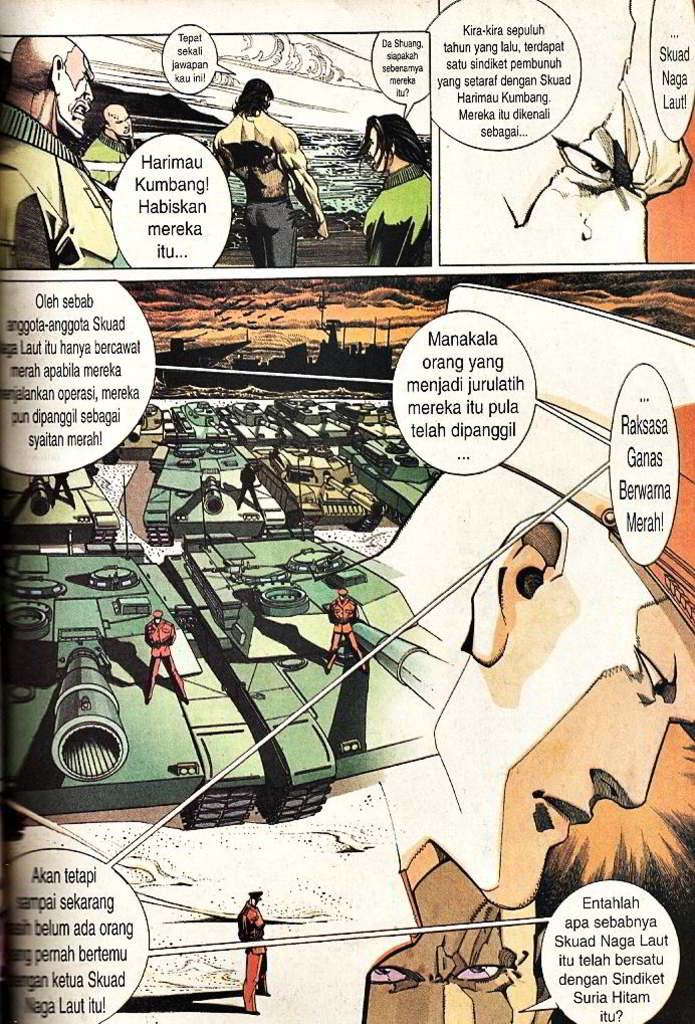 Tepat
sekali
jawapan
kau ini!
Da Shuang,
siapakah
sebenarnya
mereka
itu?
Harimau
Kumbang!
Habiskan
mereka
itu...
Kira-kira sepuluh
tahun yang lalu, terdapat
satu sindiket pembunuh
yang setaraf dengan Skuad
Harimau Kumbang.
Mereka itu dikenali
sebagai...
...
Skuad
Naga
Laut!
Oleh sebab
anggota-anggota Skuad
Naga Laut itu hanya bercawat
merah apabila mereka
menjalankan operasi, mereka
pun dipanggil sebagai
syaitan merah!
Manakala
orang yang
menjadi jurulatih
mereka itu pula
telah dipanggil
...
...
Raksasa
Ganas
Berwarna
Merah!
Akan tetapi
sampai sekarang
masih belum ada orang
yang pernah bertemu
dengan ketua Skuad
Naga Laut itu!
Entahlah
apa sebabnya
Skuad Naga Laut
itu telah bersatu
dengan Sindiket
Suria Hitam
itu?